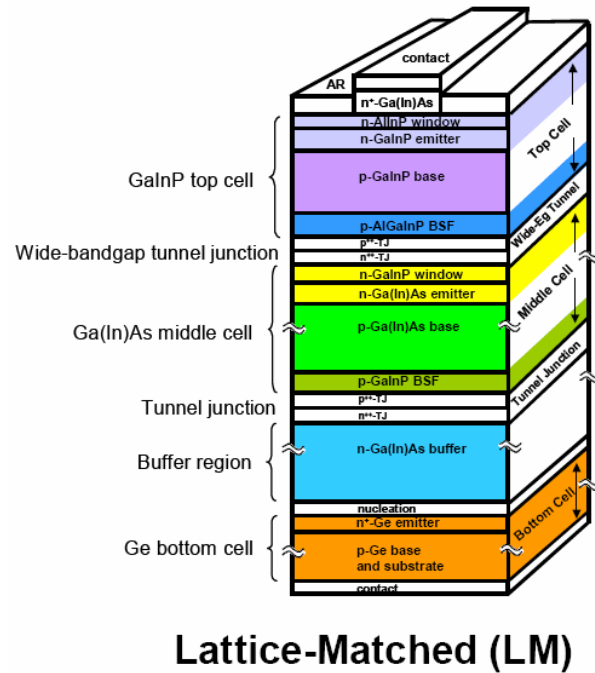 contact
AR
n⁺-Ga(In)As
n-AlInP window
n-GaInP emitter
GaInP top cell
p-GaInP base
p-AlGaInP BSF
Top Cell
Wide-bandgap tunnel junction
p⁺⁺-TJ
n⁺⁺-TJ
Wide-Eg Tunnel
n-GaInP window
n-Ga(In)As emitter
Ga(In)As middle cell
p-Ga(In)As base
p-GaInP BSF
Middle Cell
Tunnel junction
p⁺⁺-TJ
n⁺⁺-TJ
Tunnel Junction
Buffer region
n-Ga(In)As buffer
nucleation
n⁺-Ge emitter
Ge bottom cell
p-Ge base
and substrate
contact
Bottom Cell
Lattice-Matched (LM)